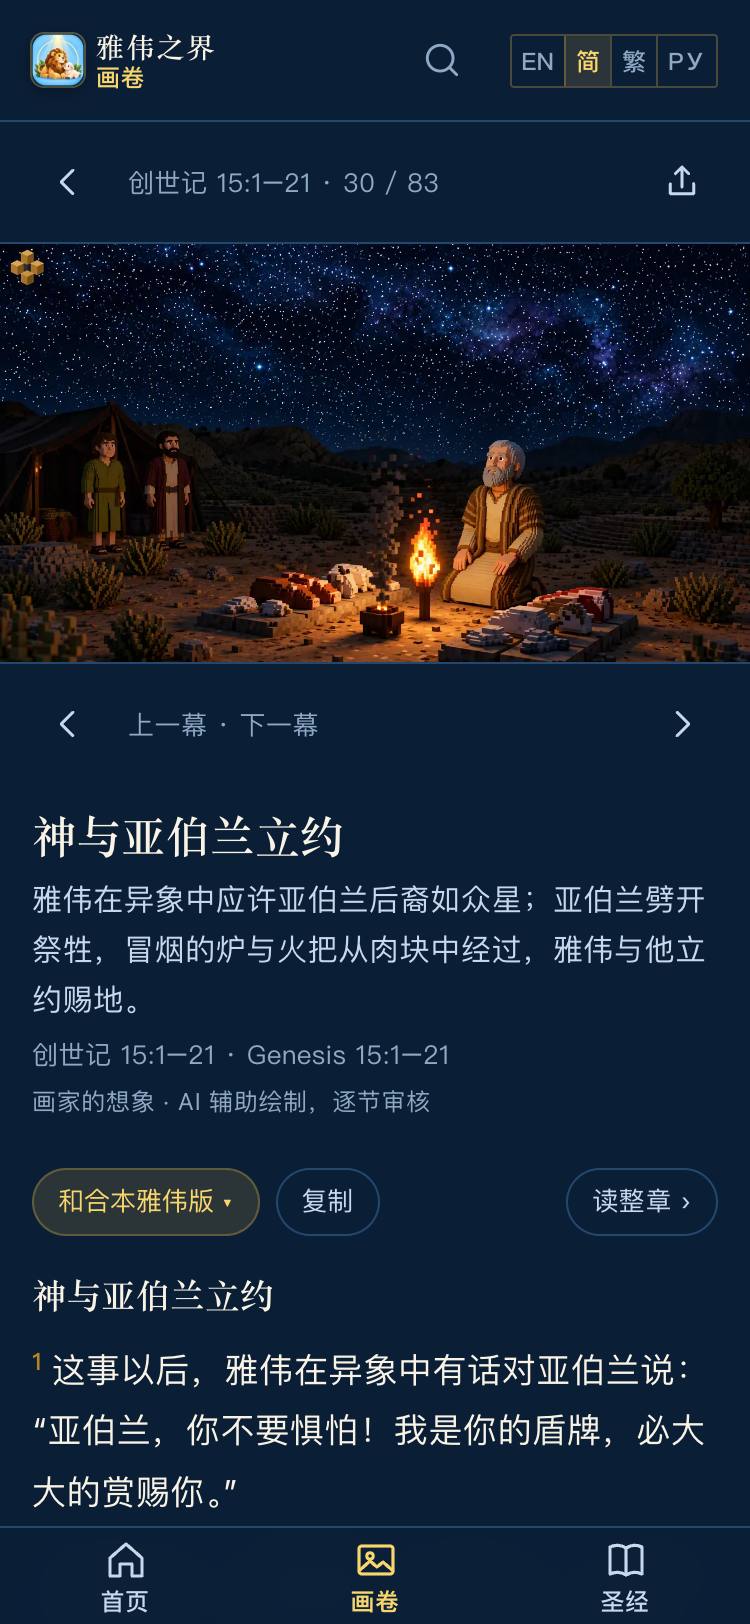 雅伟之界
画卷
EN 简 繁 РУ
创世记 15:1—21 · 30 / 83
上一幕 · 下一幕
神与亚伯兰立约
雅伟在异象中应许亚伯兰后裔如众星；亚伯兰劈开
祭牲，冒烟的炉与火把从肉块中经过，雅伟与他立
约赐地。
创世记 15:1—21 · Genesis 15:1—21
画家的想象 · AI 辅助绘制，逐节审核
和合本雅伟版 ▾ 复制 读整章 ›
神与亚伯兰立约
1 这事以后，雅伟在异象中有话对亚伯兰说：
“亚伯兰，你不要惧怕！我是你的盾牌，必大
大的赏赐你。”
首页 画卷 圣经